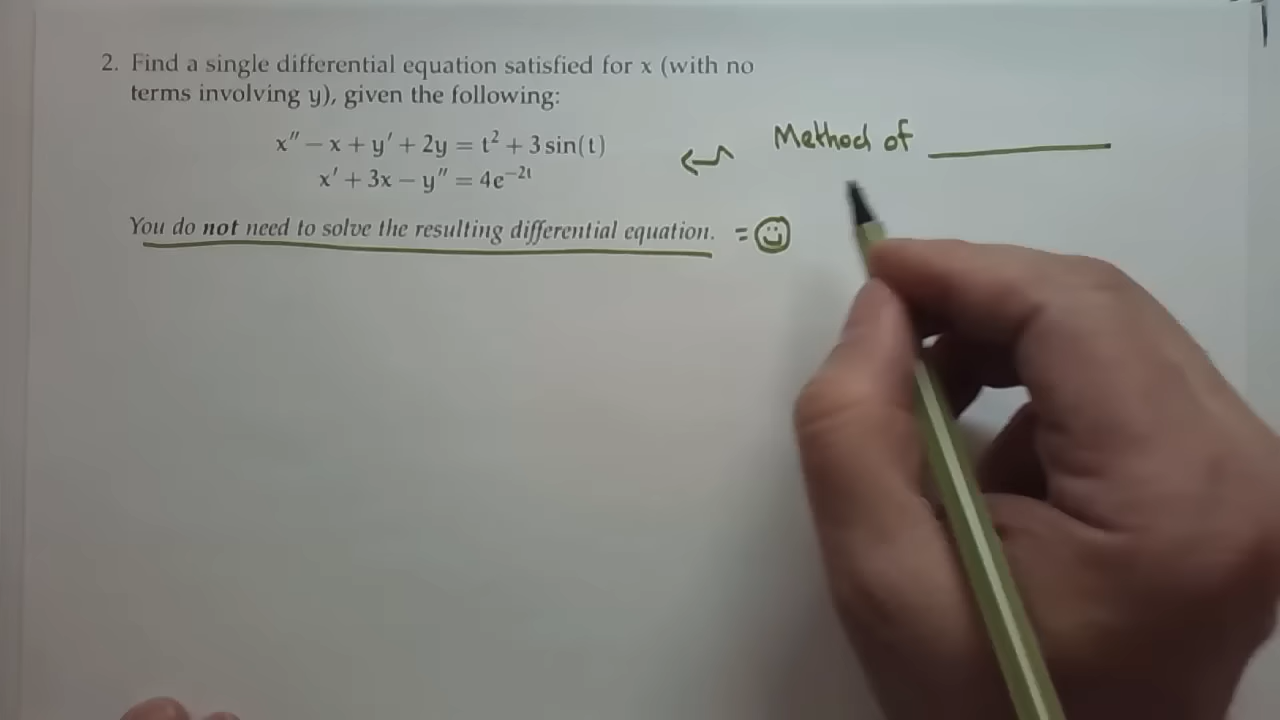 2. Find a single differential equation satisfied for x (with no
terms involving y), given the following:
x″ − x + y′ + 2y = t² + 3 sin(t)
x′ + 3x − y″ = 4e⁻²ᵗ
Method of ________
You do not need to solve the resulting differential equation. =